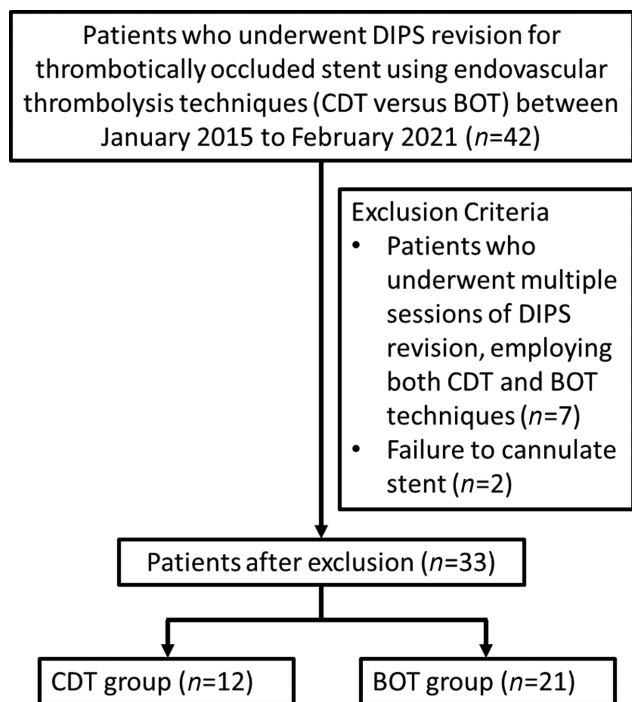 Patients who underwent DIPS revision for
thrombotically occluded stent using endovascular
thrombolysis techniques (CDT versus BOT) between
January 2015 to February 2021 (n=42)
Exclusion Criteria
• Patients who
underwent multiple
sessions of DIPS
revision, employing
both CDT and BOT
techniques (n=7)
• Failure to cannulate
stent (n=2)
Patients after exclusion (n=33)
CDT group (n=12)
BOT group (n=21)